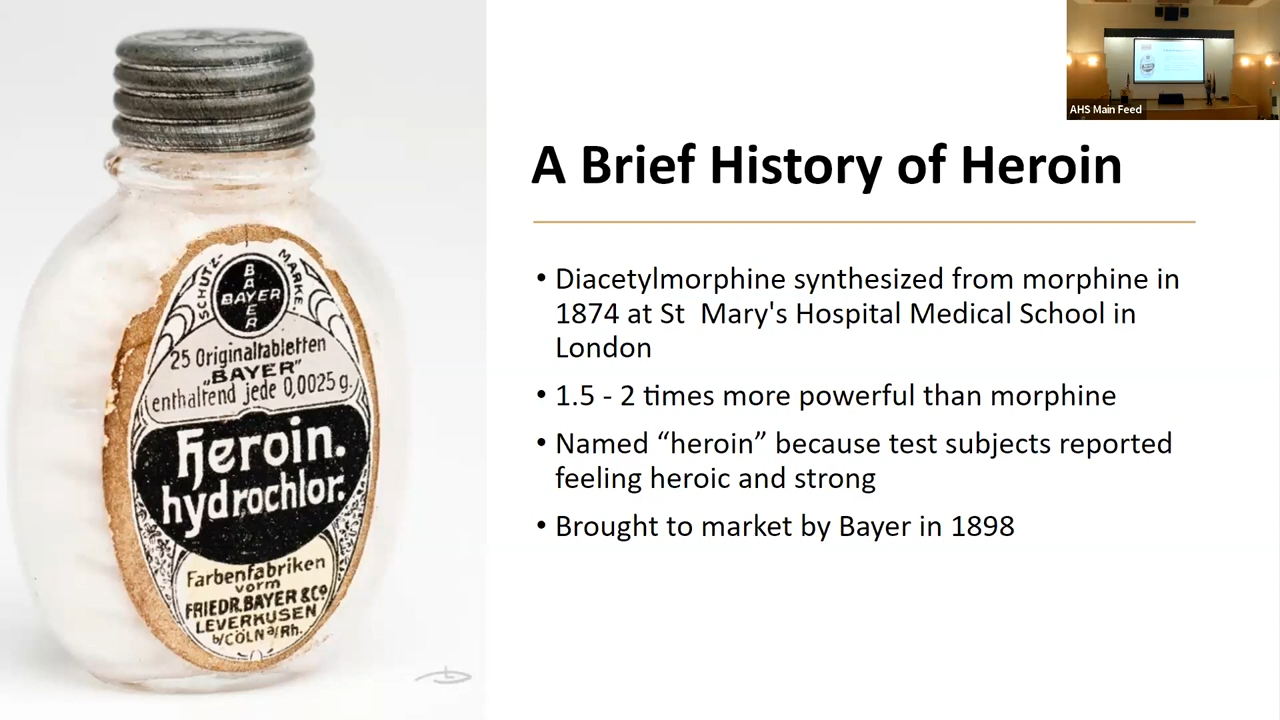 AHS Main Feed
A Brief History of Heroin
• Diacetylmorphine synthesized from morphine in
1874 at St  Mary's Hospital Medical School in
London
• 1.5 - 2 times more powerful than morphine
• Named “heroin” because test subjects reported
feeling heroic and strong
• Brought to market by Bayer in 1898
SCHUTZ-MARKE.
BAYER
BAYER
25 Originaltabletten
„BAYER”
enthaltend jede 0,0025 g.
Heroin.
hydrochlor.
Farbenfabriken
vorm
FRIEDR. BAYER & Co
LEVERKUSEN
b/CÖLN a/Rh.